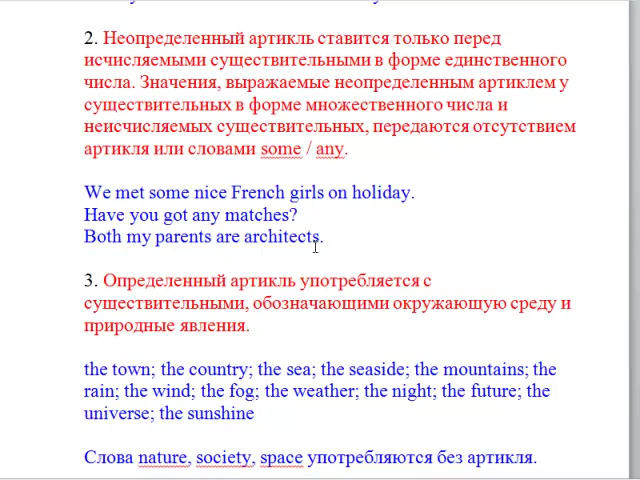 2. Неопределенный артикль ставится только перед
исчисляемыми существительными в форме единственного
числа. Значения, выражаемые неопределенным артиклем у
существительных в форме множественного числа и
неисчисляемых существительных, передаются отсутствием
артикля или словами some / any.
We met some nice French girls on holiday.
Have you got any matches?
Both my parents are architects.
3. Определенный артикль употребляется с
существительными, обозначающими окружающую среду и
природные явления.
the town; the country; the sea; the seaside; the mountains; the
rain; the wind; the fog; the weather; the night; the future; the
universe; the sunshine
Слова nature, society, space употребляются без артикля.